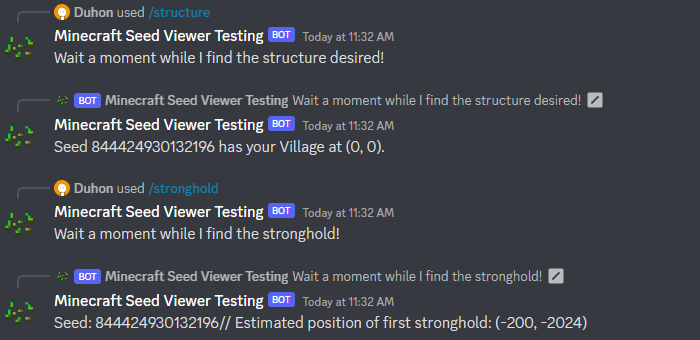 Duhon used /structure
Minecraft Seed Viewer Testing BOT Today at 11:32 AM
Wait a moment while I find the structure desired!
BOT Minecraft Seed Viewer Testing Wait a moment while I find the structure desired!
Minecraft Seed Viewer Testing BOT Today at 11:32 AM
Seed 844424930132196 has your Village at (0, 0).
Duhon used /stronghold
Minecraft Seed Viewer Testing BOT Today at 11:32 AM
Wait a moment while I find the stronghold!
BOT Minecraft Seed Viewer Testing Wait a moment while I find the stronghold!
Minecraft Seed Viewer Testing BOT Today at 11:32 AM
Seed: 844424930132196// Estimated position of first stronghold: (-200, -2024)